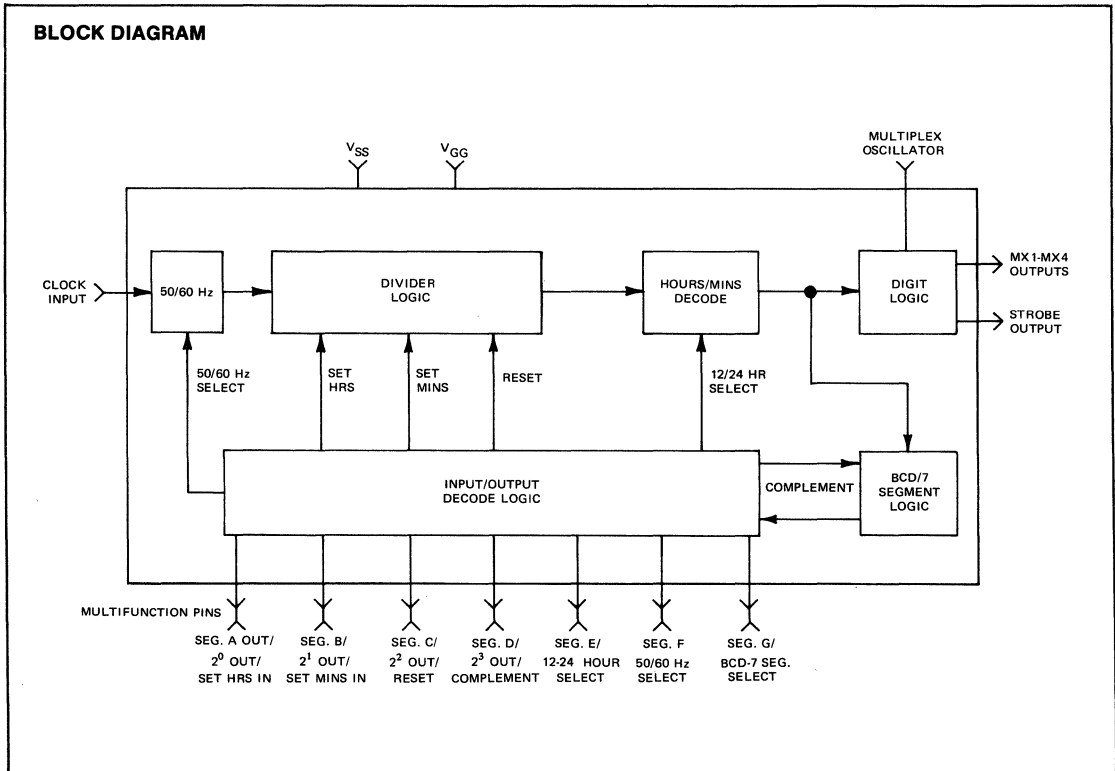 BLOCK DIAGRAM
VSS
VGG
MULTIPLEX
OSCILLATOR
CLOCK
INPUT
50/60 Hz
DIVIDER
LOGIC
HOURS/MINS
DECODE
DIGIT
LOGIC
MX1-MX4
OUTPUTS
STROBE
OUTPUT
50/60 Hz
SELECT
SET
HRS
SET
MINS
RESET
12/24 HR
SELECT
INPUT/OUTPUT
DECODE LOGIC
COMPLEMENT
BCD/7
SEGMENT
LOGIC
MULTIFUNCTION PINS
SEG. A OUT/
2⁰ OUT/
SET HRS IN
SEG. B/
2¹ OUT/
SET MINS IN
SEG. C/
2² OUT/
RESET
SEG. D/
2³ OUT/
COMPLEMENT
SEG. E/
12-24 HOUR
SELECT
SEG. F
50/60 Hz
SELECT
SEG. G/
BCD-7 SEG.
SELECT